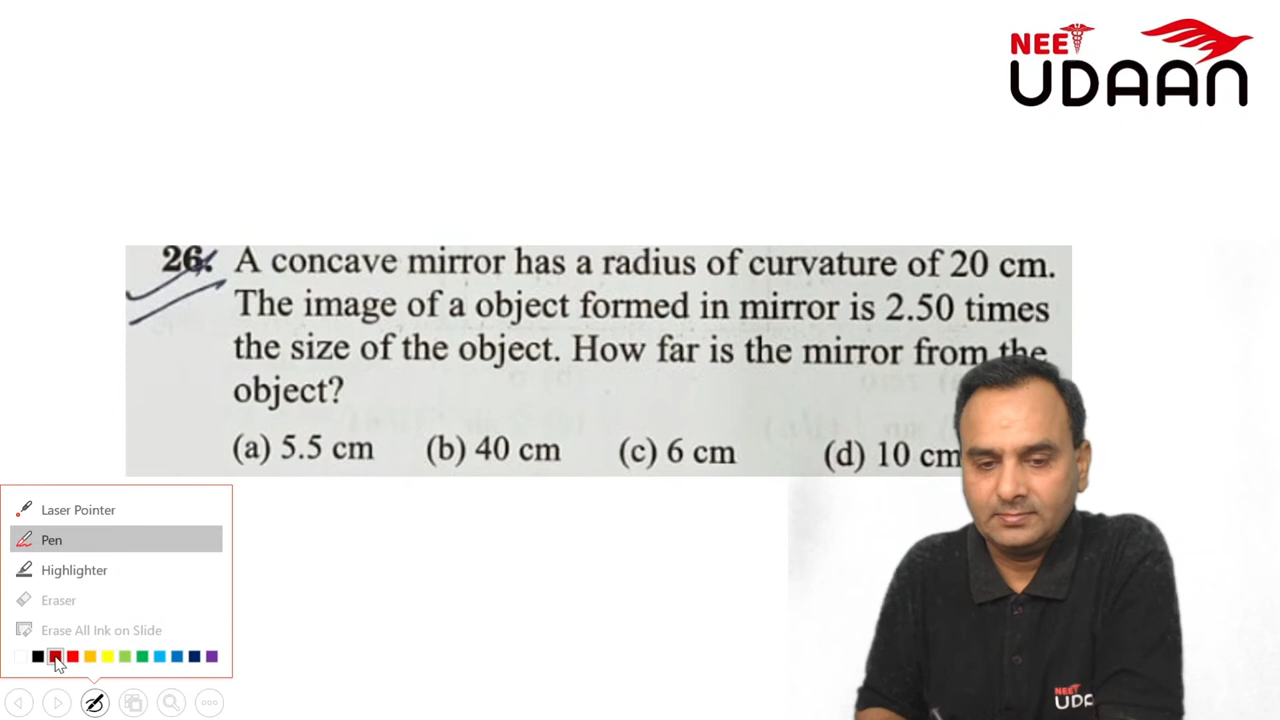 NEET
UDAAN
26. A concave mirror has a radius of curvature of 20 cm.
The image of a object formed in mirror is 2.50 times
the size of the object. How far is the mirror from the
object?
(a) 5.5 cm (b) 40 cm (c) 6 cm (d) 10 cm
Laser Pointer
Pen
Highlighter
Eraser
Erase All Ink on Slide
NEET
UDA